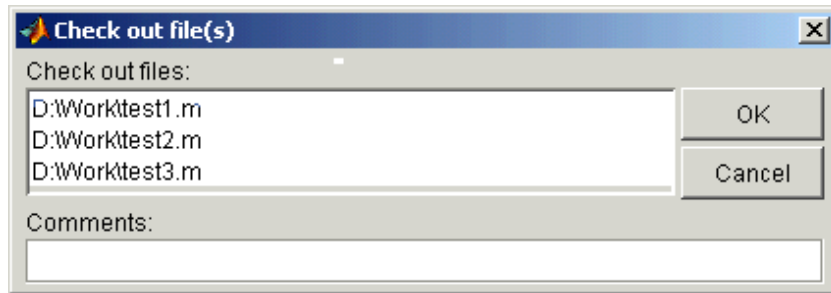 Check out file(s)
Check out files:
D:\Work\test1.m
D:\Work\test2.m
D:\Work\test3.m
OK
Cancel
Comments: